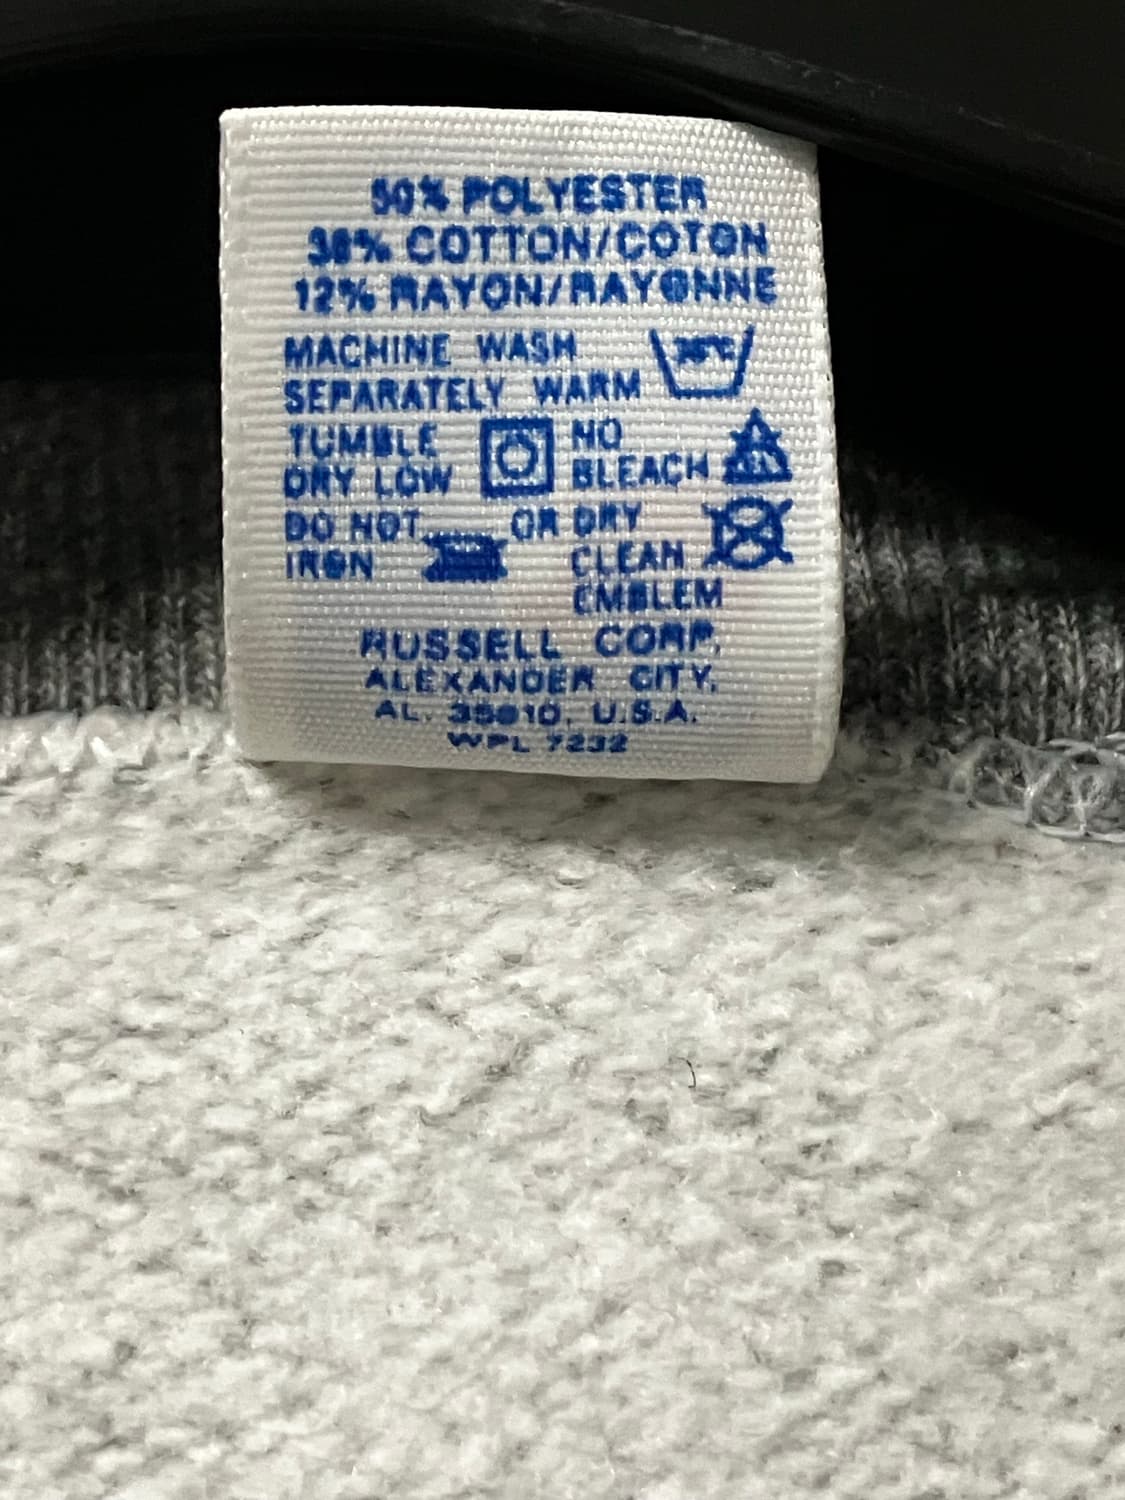 50% POLYESTER
38% COTTON/COTON
12% RAYON/RAYONNE
MACHINE WASH
SEPARATELY WARM
TUMBLE
DRY LOW
NO
BLEACH
DO NOT
IRON
OR DRY
CLEAN
EMBLEM
RUSSELL CORP.
ALEXANDER CITY,
AL. 35010, U.S.A.
WPL 7232